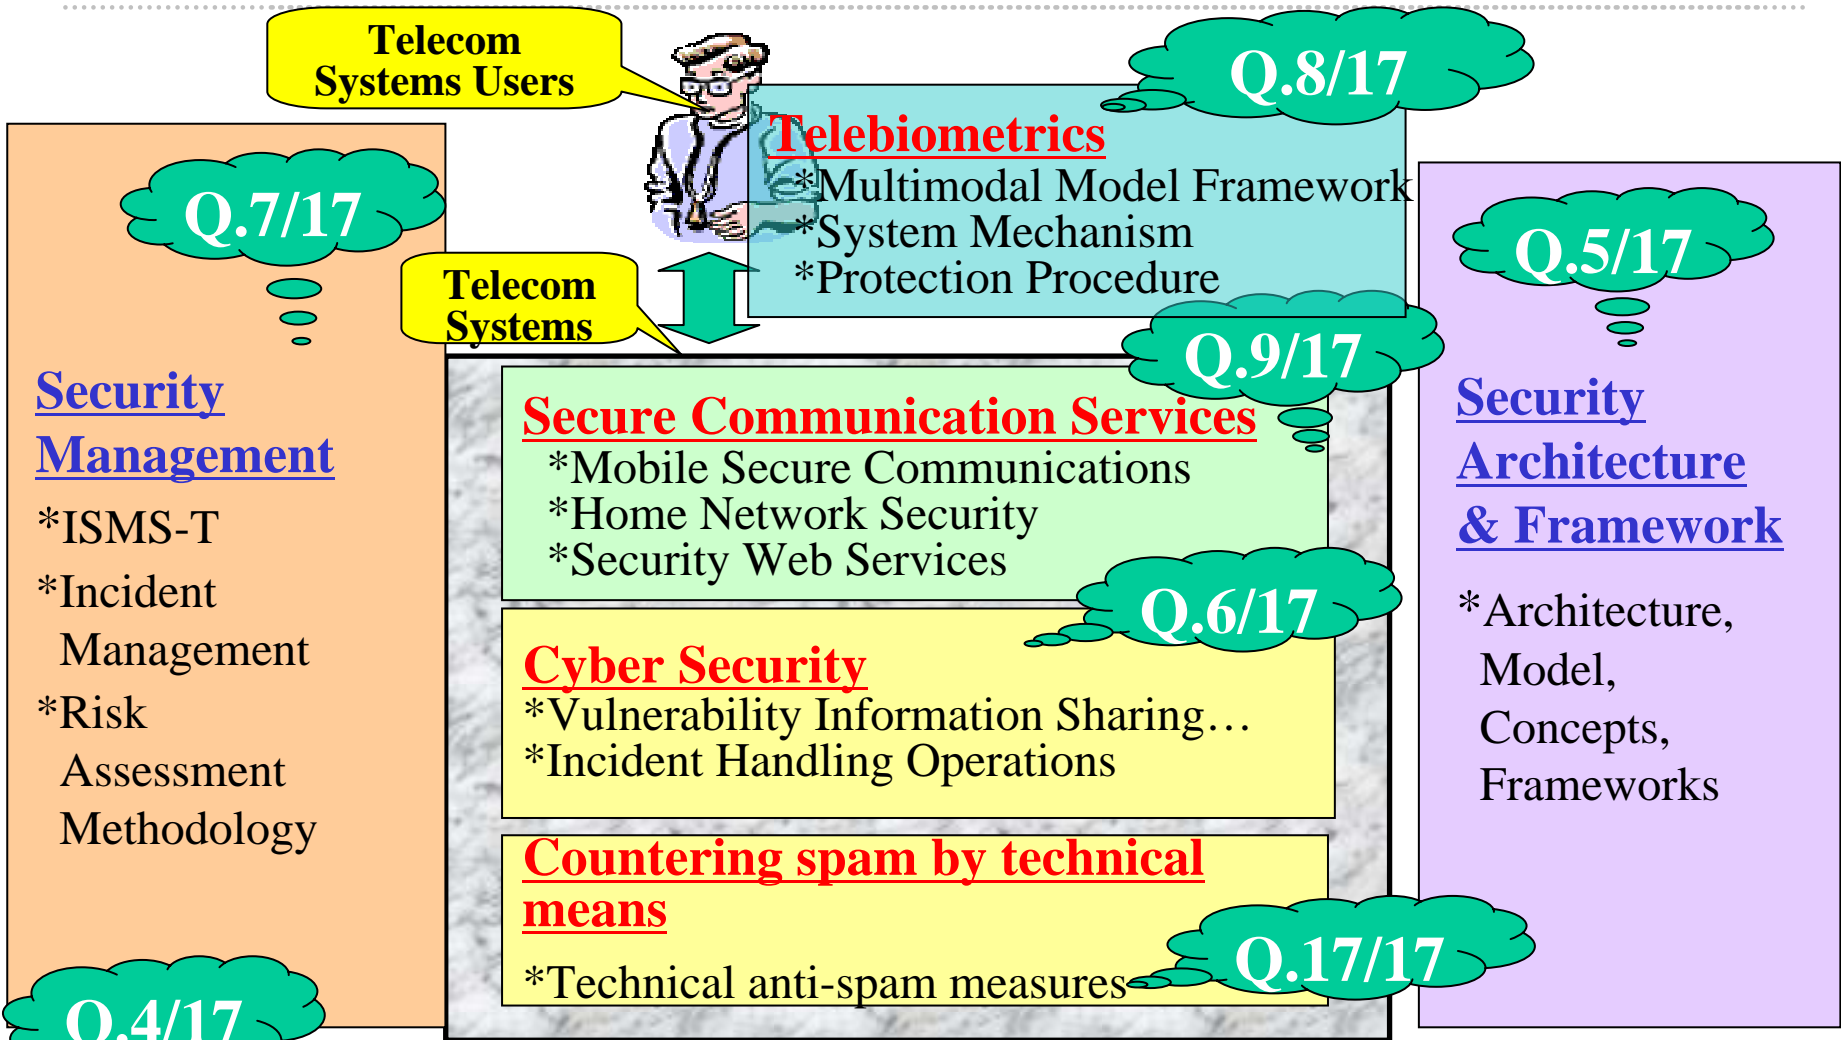 Telecom
Systems Users
Q.8/17
Telebiometrics
*Multimodal Model Framework
*System Mechanism
*Protection Procedure
Q.7/17
Telecom
Systems
Q.5/17
Q.9/17
Security
Management
*ISMS-T
*Incident
Management
*Risk
Assessment
Methodology
Secure Communication Services
*Mobile Secure Communications
*Home Network Security
*Security Web Services
Q.6/17
Cyber Security
*Vulnerability Information Sharing…
*Incident Handling Operations
Countering spam by technical
means
*Technical anti-spam measures
Q.17/17
Security
Architecture
& Framework
*Architecture,
Model,
Concepts,
Frameworks
Q.4/17